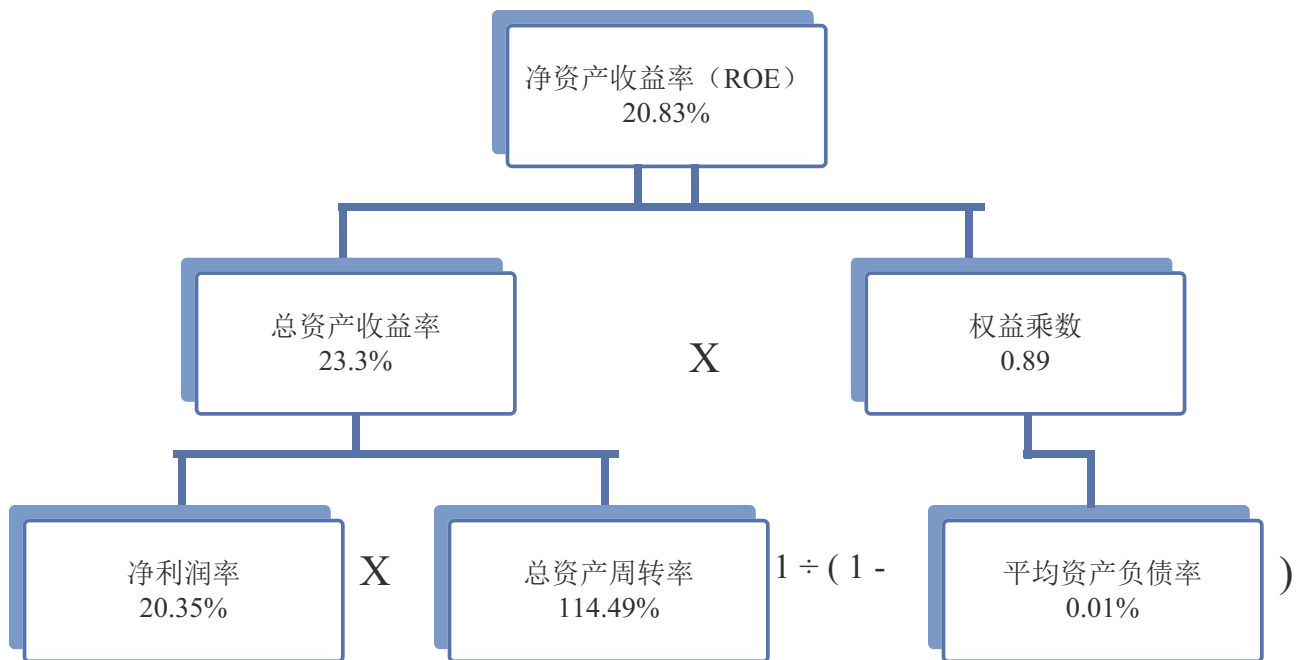 净资产收益率（ROE）
20.83%
总资产收益率
23.3%
X
权益乘数
0.89
净利润率
20.35%
X
总资产周转率
114.49%
1 ÷ ( 1 -
平均资产负债率
0.01%
)